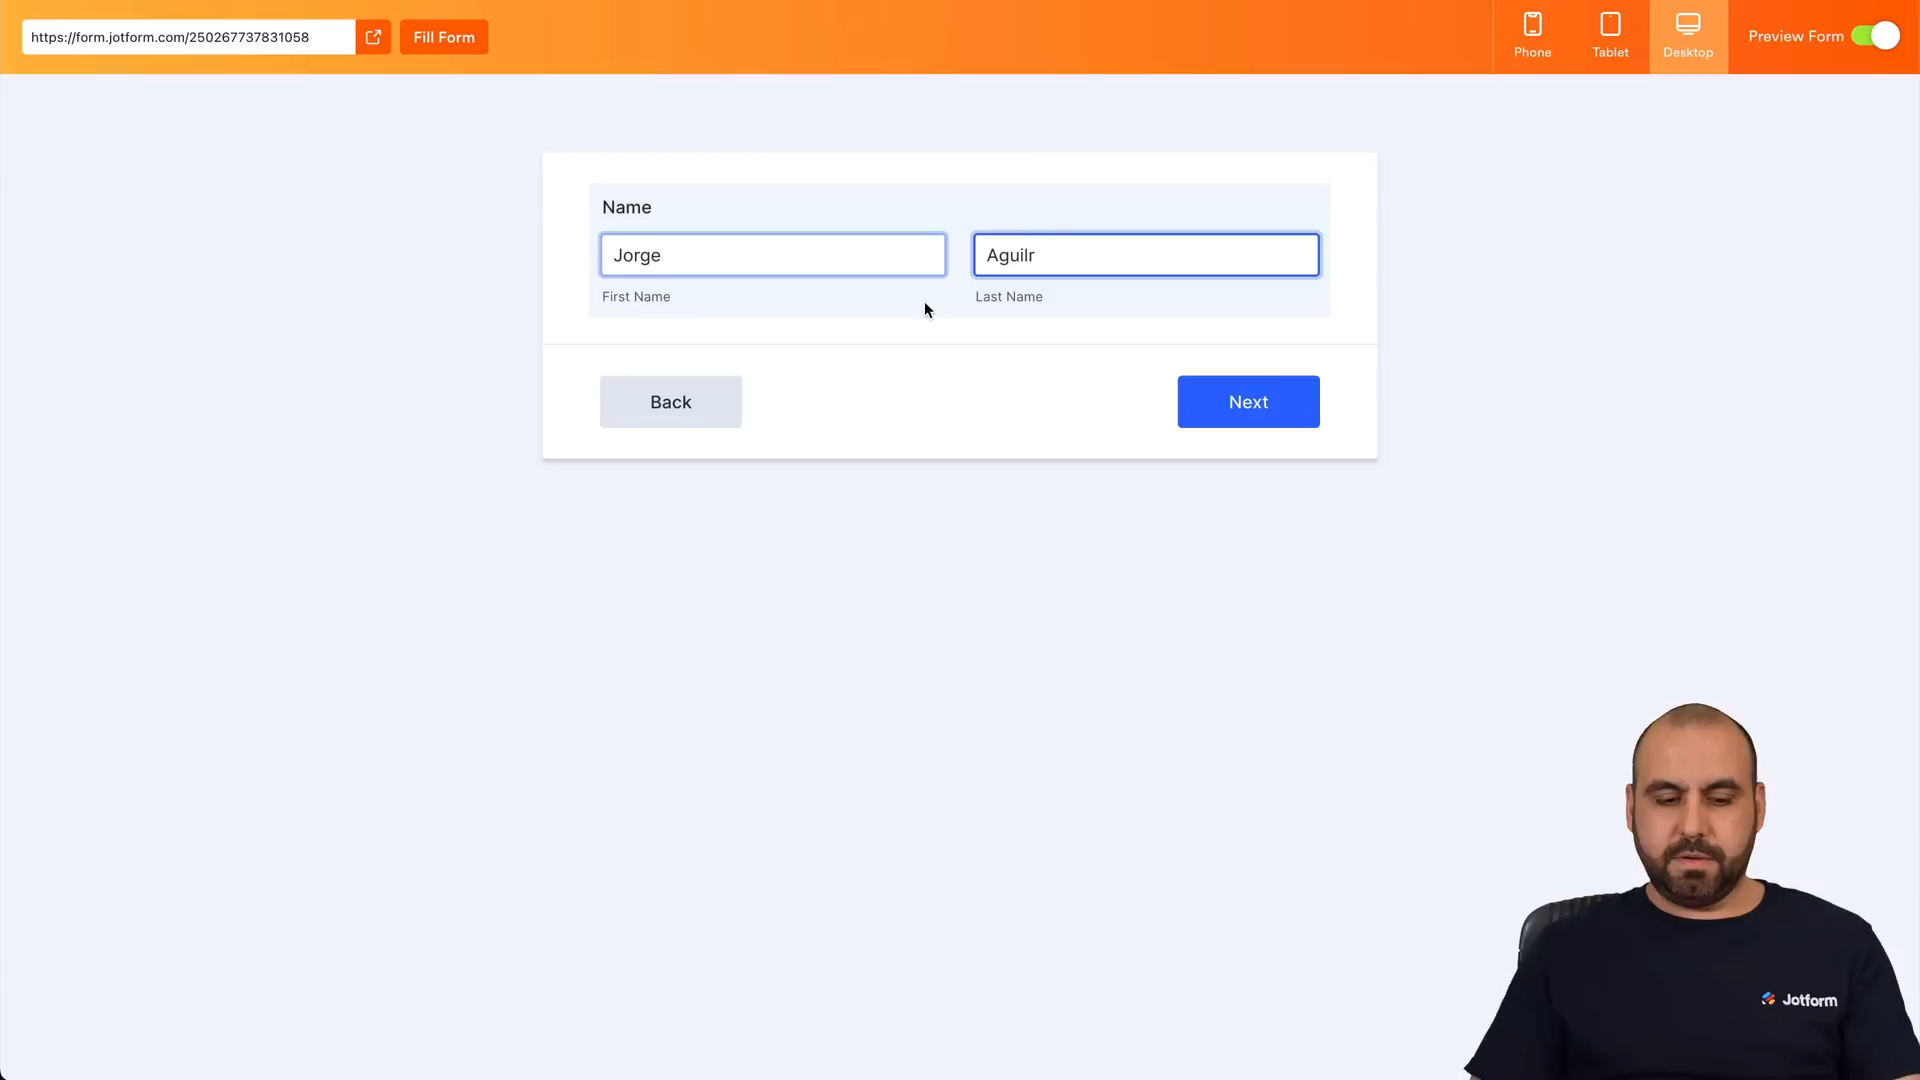 https://form.jotform.com/250267737831058
Fill Form
Phone
Tablet
Desktop
Preview Form
Name
Jorge
Aguilr
First Name
Last Name
Back
Next
Jotform